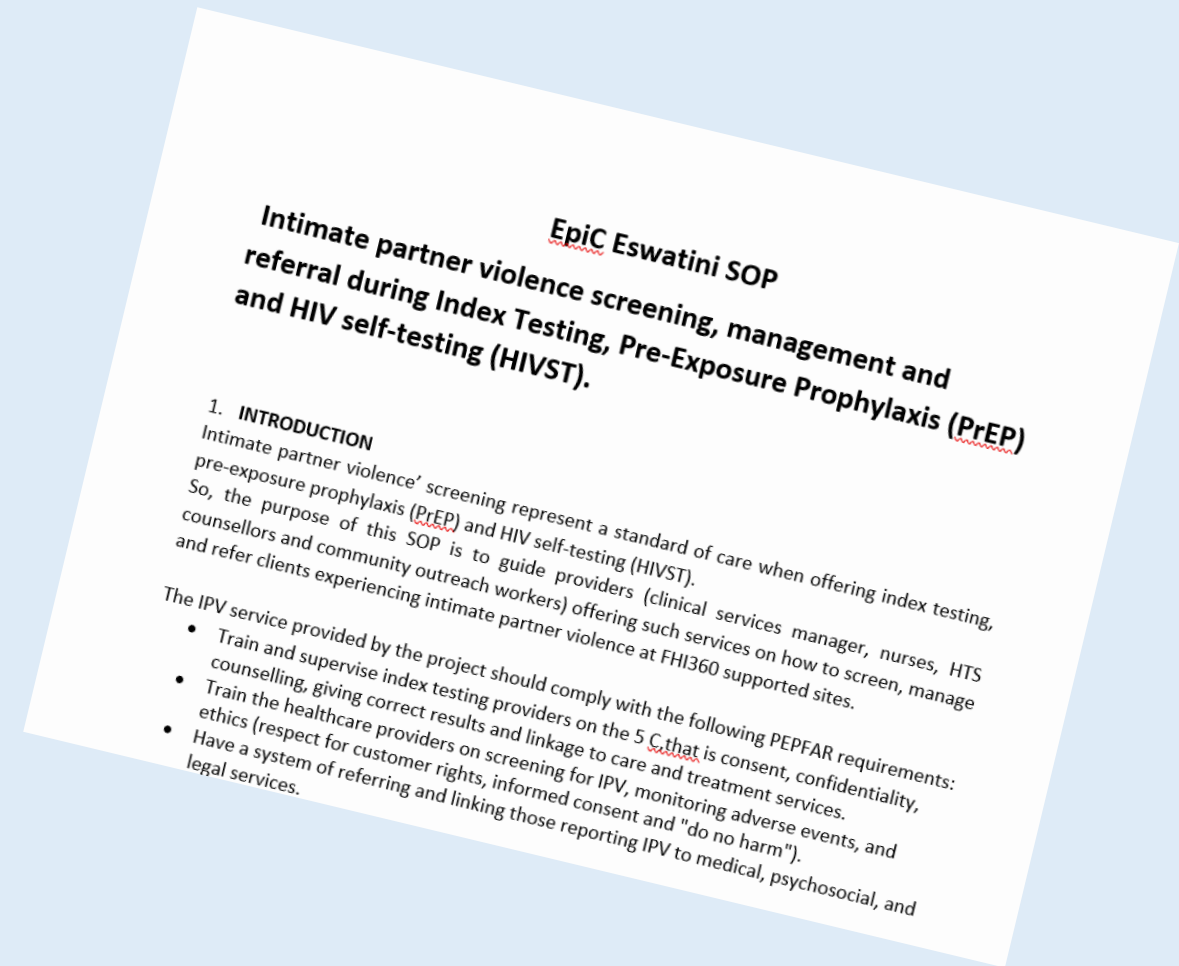 EpiC Eswatini SOP
Intimate partner violence screening, management and
referral during Index Testing, Pre-Exposure Prophylaxis (PrEP)
and HIV self-testing (HIVST).
1. INTRODUCTION
Intimate partner violence’ screening represent a standard of care when offering index testing,
pre-exposure prophylaxis (PrEP) and HIV self-testing (HIVST).
So, the purpose of this SOP is to guide providers (clinical services manager, nurses, HTS
counsellors and community outreach workers) offering such services on how to screen, manage
and refer clients experiencing intimate partner violence at FHI360 supported sites.
The IPV service provided by the project should comply with the following PEPFAR requirements:
• Train and supervise index testing providers on the 5 C,that is consent, confidentiality,
counselling, giving correct results and linkage to care and treatment services.
• Train the healthcare providers on screening for IPV, monitoring adverse events, and
ethics (respect for customer rights, informed consent and "do no harm").
• Have a system of referring and linking those reporting IPV to medical, psychosocial, and
legal services.